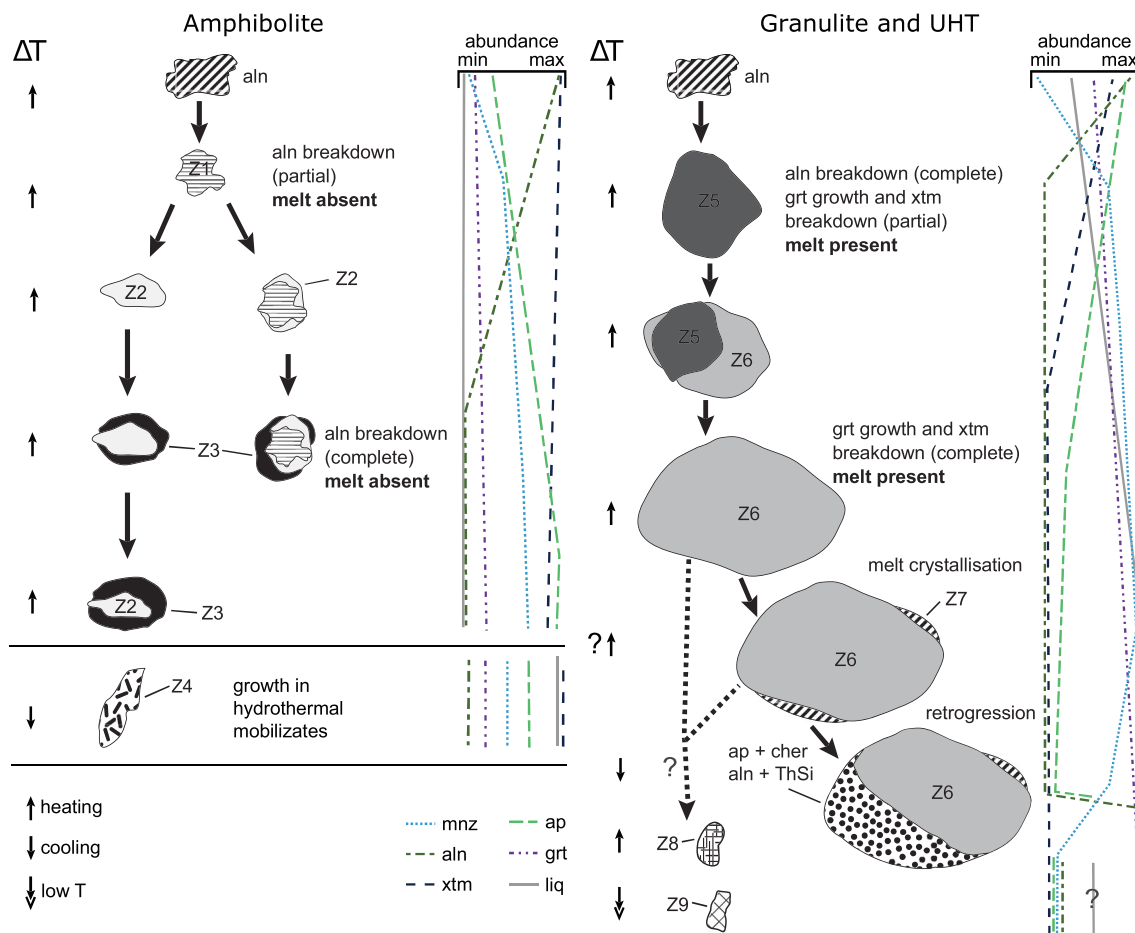 Amphibolite
ΔT
abundance
min max
aln
Z1
aln breakdown
(partial)
melt absent
Z2
Z2
Z3
aln breakdown
(complete)
melt absent
Z2
Z3
Z4
growth in
hydrothermal
mobilizates
heating
cooling
low T
mnz
aln
xtm
ap
grt
liq
Granulite and UHT
ΔT
abundance
min max
aln
Z5
aln breakdown (complete)
grt growth and xtm
breakdown (partial)
melt present
Z5
Z6
grt growth and xtm
breakdown (complete)
melt present
Z6
melt crystallisation
Z7
?
Z6
retrogression
ap + cher
aln + ThSi
?
Z6
Z8
Z9
?